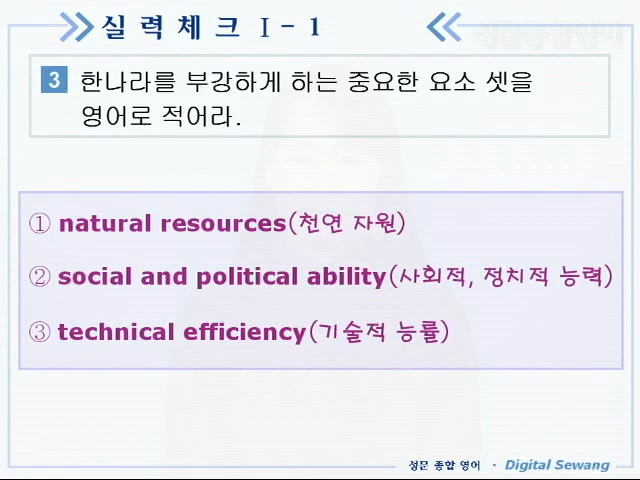 실 력 체 크 I - 1
3 한나라를 부강하게 하는 중요한 요소 셋을
영어로 적어라.
① natural resources(천연 자원)
② social and political ability(사회적, 정치적 능력)
③ technical efficiency(기술적 능률)
성문 종합 영어 · Digital Sewang